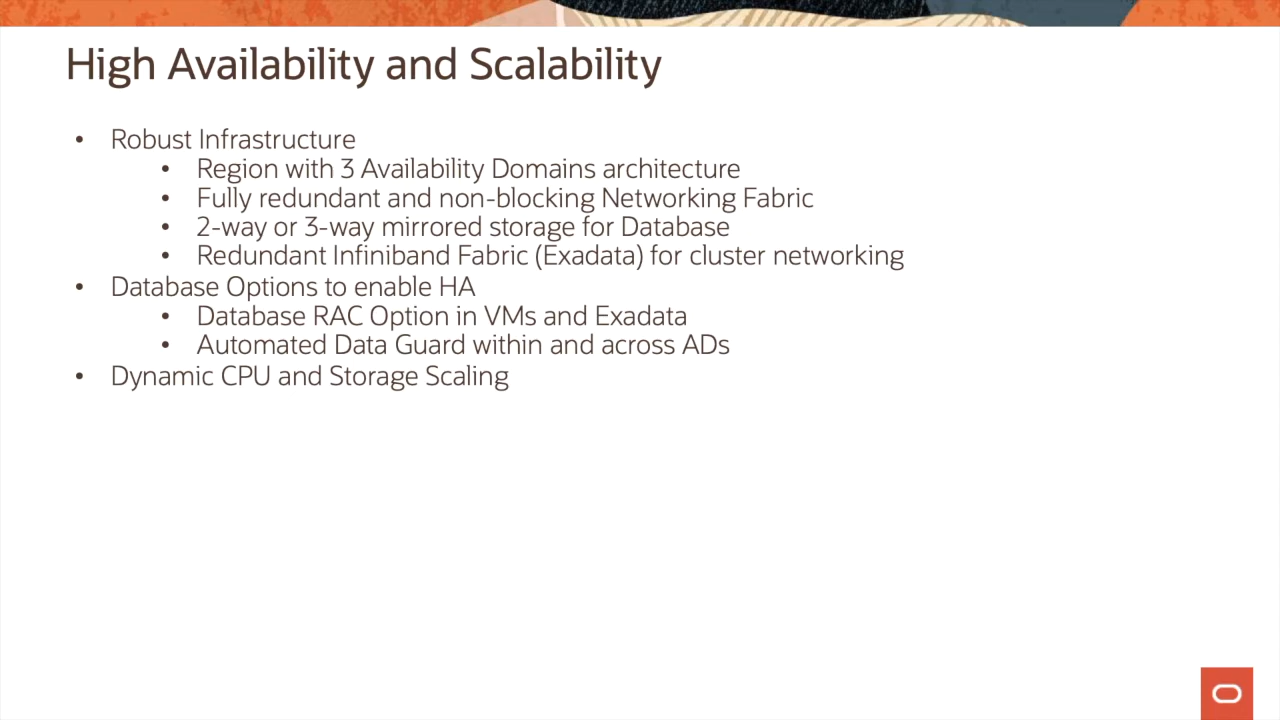 High Availability and Scalability
• Robust Infrastructure
• Region with 3 Availability Domains architecture
• Fully redundant and non-blocking Networking Fabric
• 2-way or 3-way mirrored storage for Database
• Redundant Infiniband Fabric (Exadata) for cluster networking
• Database Options to enable HA
• Database RAC Option in VMs and Exadata
• Automated Data Guard within and across ADs
• Dynamic CPU and Storage Scaling